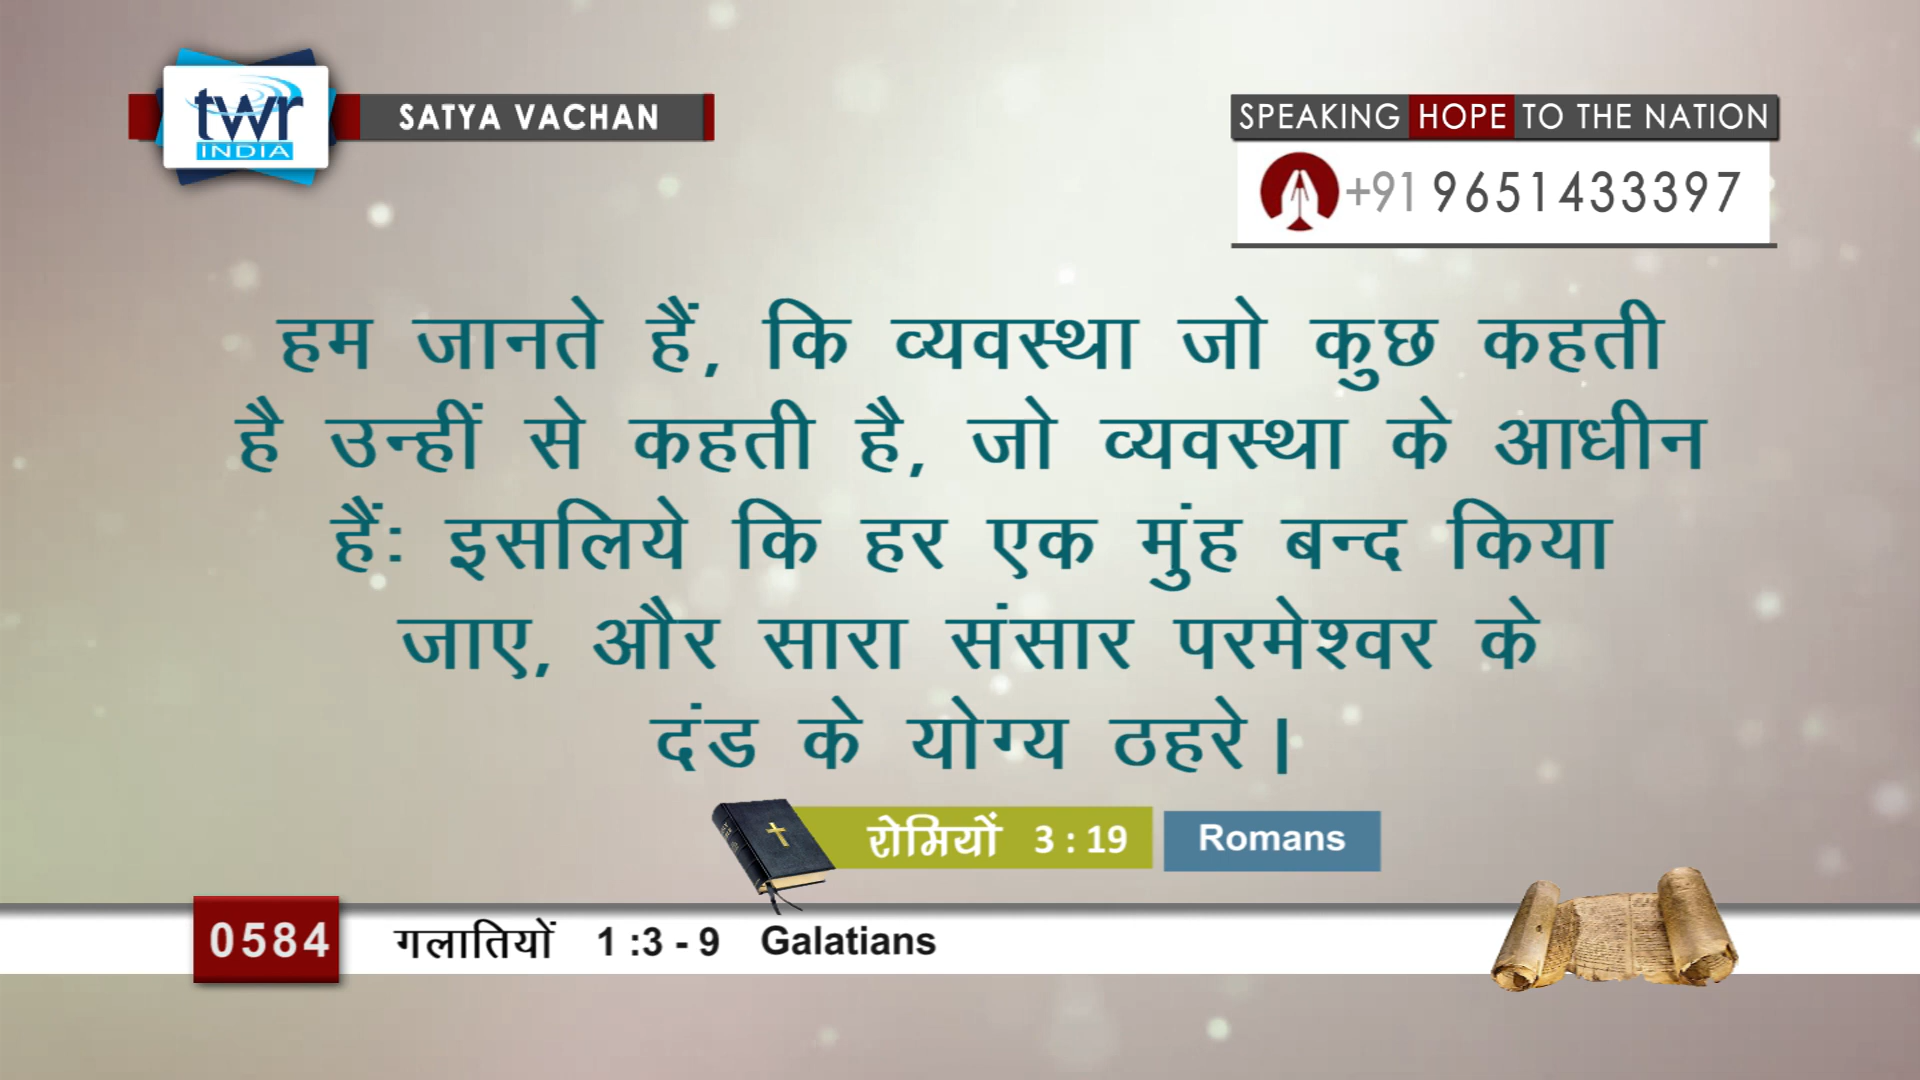 twr
INDIA
SATYA VACHAN
SPEAKING HOPE TO THE NATION
+91 9651433397
हम जानते हैं, कि व्यवस्था जो कुछ कहती
है उन्हीं से कहती है, जो व्यवस्था के आधीन
हैं: इसलिये कि हर एक मुंह बन्द किया
जाए, और सारा संसार परमेश्वर के
दंड के योग्य ठहरे।
रोमियों 3 : 19 Romans
0584 गलातियों 1 :3 - 9 Galatians